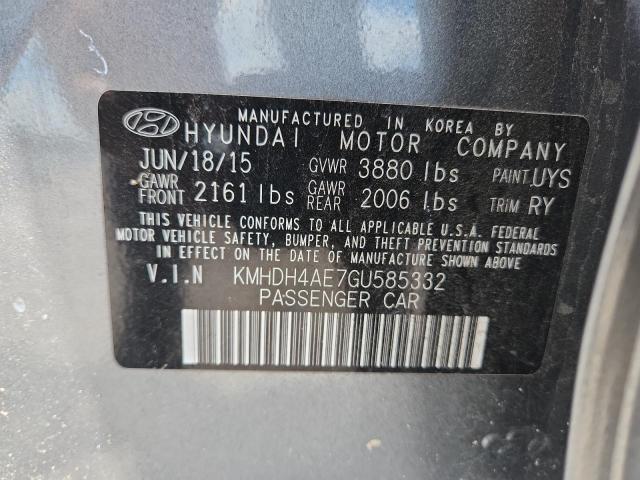 MANUFACTURED IN KOREA BY
HYUNDAI MOTOR COMPANY
JUN/18/15 GVWR 3880 lbs PAINT UYS
GAWR FRONT 2161 lbs GAWR REAR 2006 lbs TRIM RY
THIS VEHICLE CONFORMS TO ALL APPLICABLE U.S.A. FEDERAL
MOTOR VEHICLE SAFETY, BUMPER, AND THEFT PREVENTION STANDARDS
IN EFFECT ON THE DATE OF MANUFACTURE SHOWN ABOVE.
V.I.N KMHDH4AE7GU585332
PASSENGER CAR